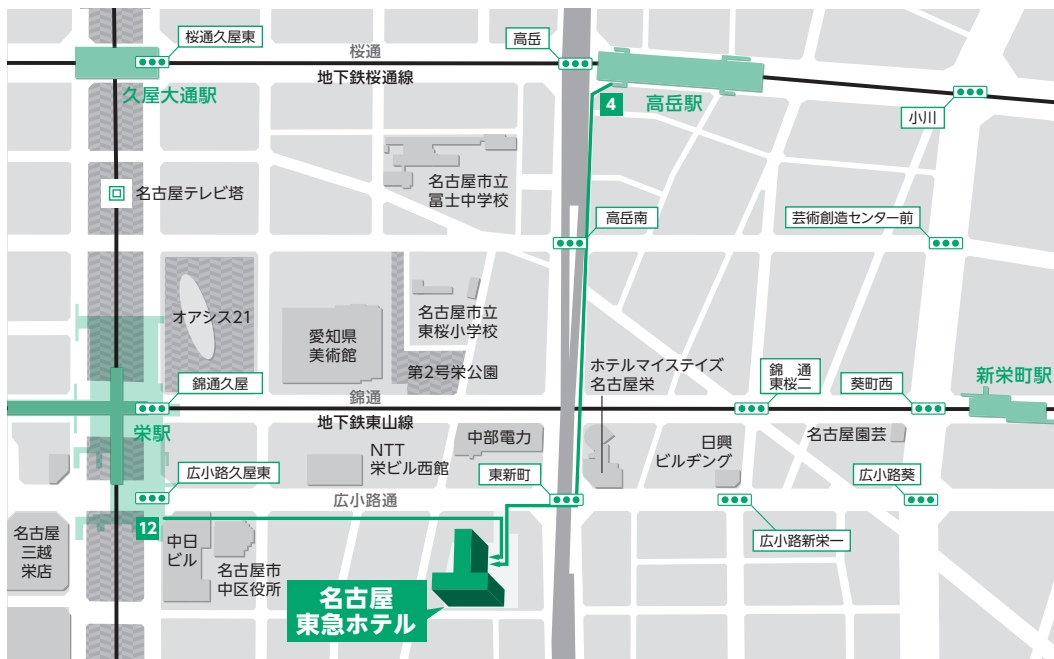 桜通久屋東
桜通
高岳
地下鉄桜通線
久屋大通駅
4
高岳駅
小川
名古屋テレビ塔
名古屋市立
冨士中学校
高岳南
芸術創造センター前
オアシス21
愛知県
美術館
名古屋市立
東桜小学校
第2号栄公園
ホテルマイステイズ
名古屋栄
錦通
東桜二
葵町西
新栄町駅
錦通久屋
錦通
地下鉄東山線
栄駅
NTT
栄ビル西館
中部電力
日興
ビルヂング
名古屋園芸
広小路久屋東
広小路通
東新町
広小路葵
広小路新栄一
12
名古屋
三越
栄店
中日
ビル
名古屋市
中区役所
名古屋
東急ホテル